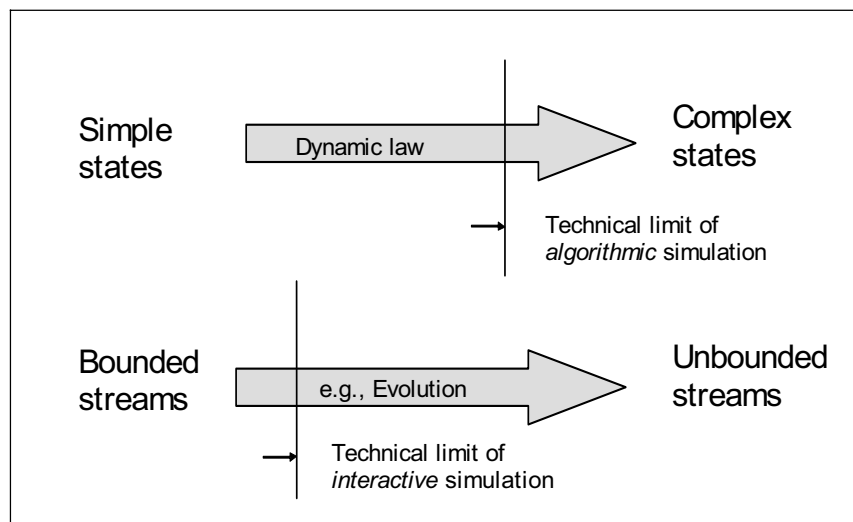 Simple
states
Dynamic law
Complex
states
Technical limit of
algorithmic simulation
Bounded
streams
e.g., Evolution
Unbounded
streams
Technical limit of
interactive simulation